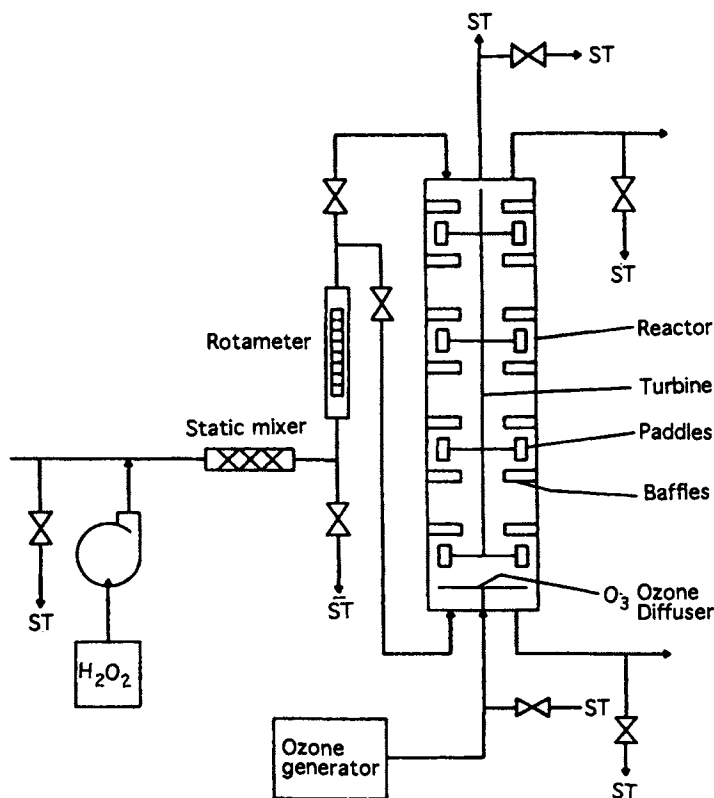 ST
ST
ST
Rotameter
Reactor
Static mixer
Turbine
Paddles
Baffles
ST
ST
O₃ Ozone
Diffuser
H₂O₂
ST
Ozone
generator
ST